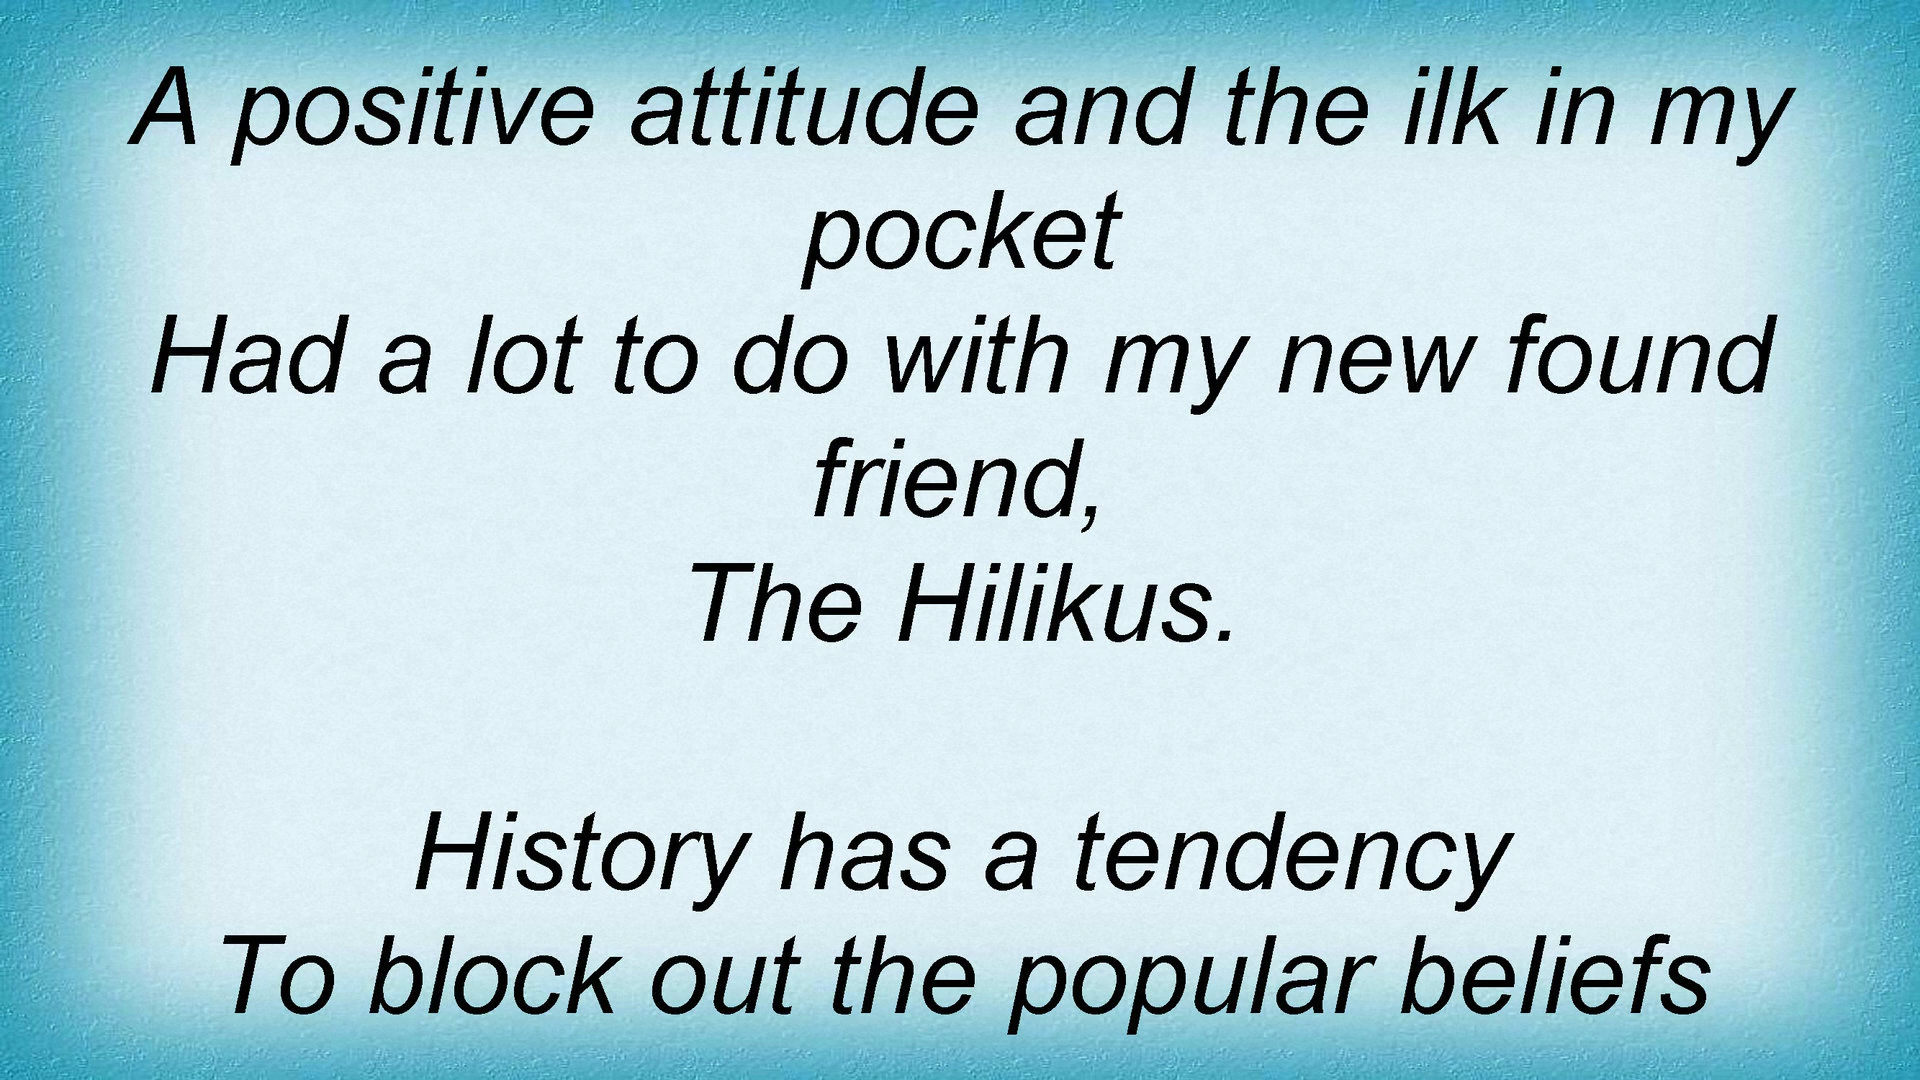 A positive attitude and the ilk in my
pocket
Had a lot to do with my new found
friend,
The Hilikus.
History has a tendency
To block out the popular beliefs